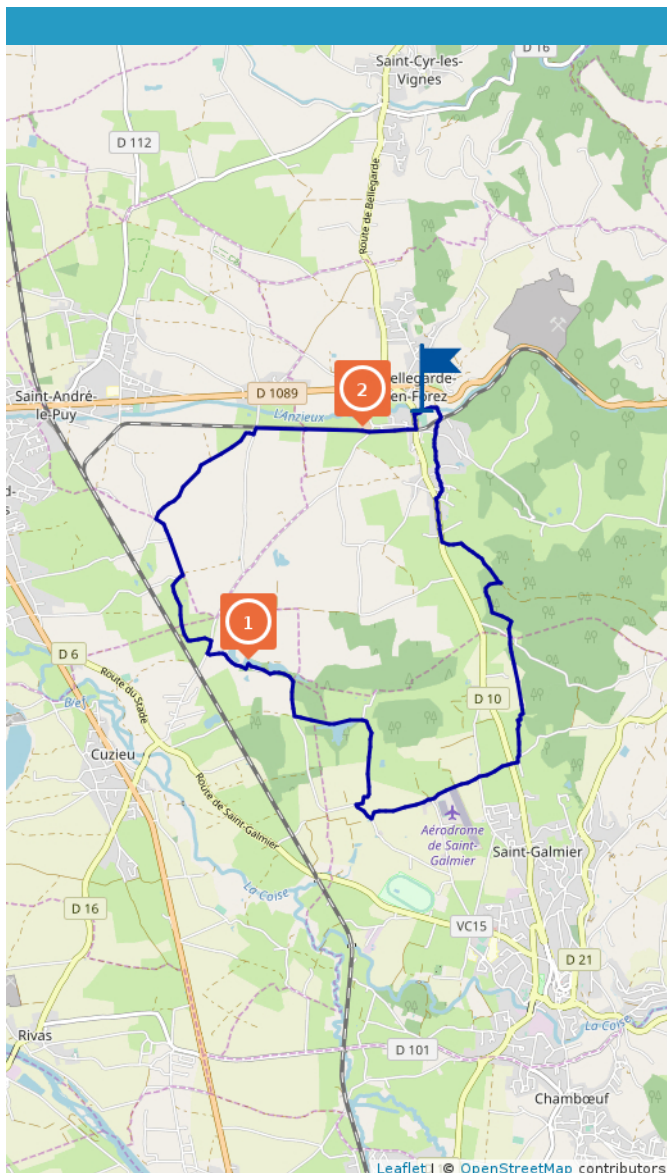 D 16
Saint-Cyr-les-
Vignes
D 112
Route de Bellegarde
Saint-André-
le-Puy
D 1089
2
ellegarde-
en-Forez
L'Anzieux
1
D 6
Route du Stade
D 10
Cuzieu
Route de Saint-Galmier
Aérodrome
de Saint-
Galmier
Saint-Galmier
La Coise
D 16
VC15
D 21
La Coise
Rivas
D 101
Chambœuf
Leaflet | © OpenStreetMap contributor